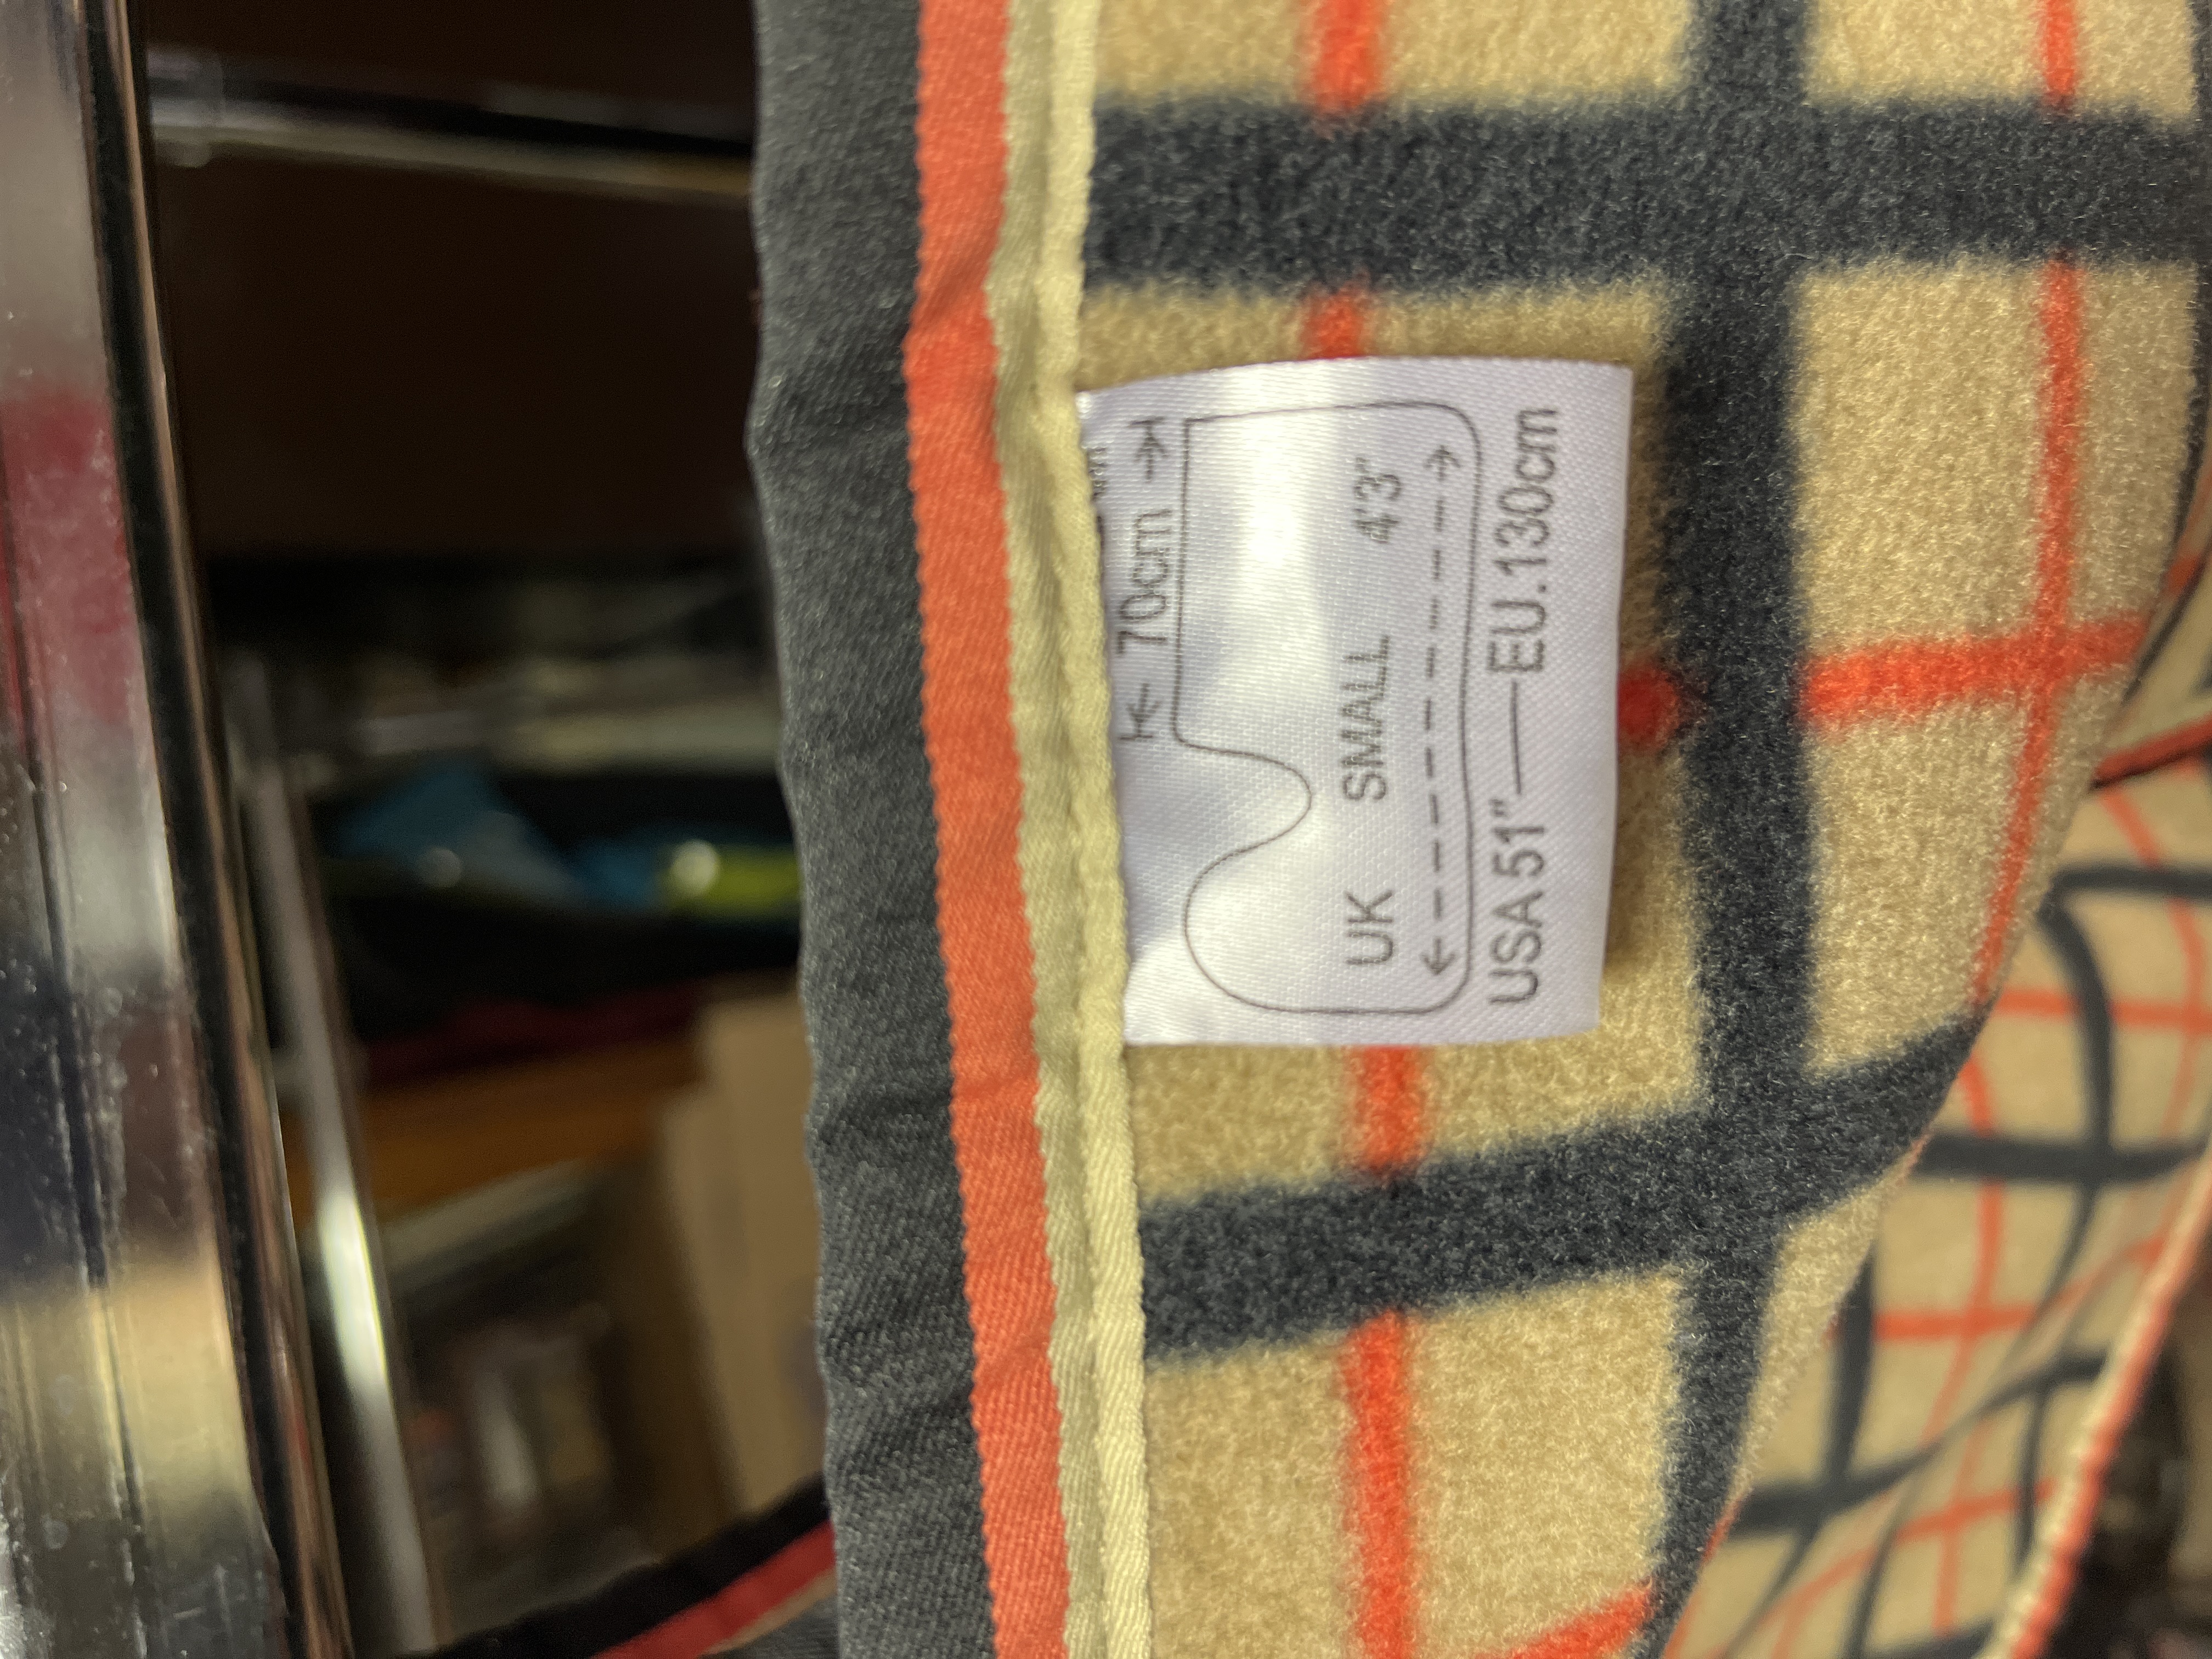 70cm
UK SMALL 4'3"
USA 51"—EU.130cm